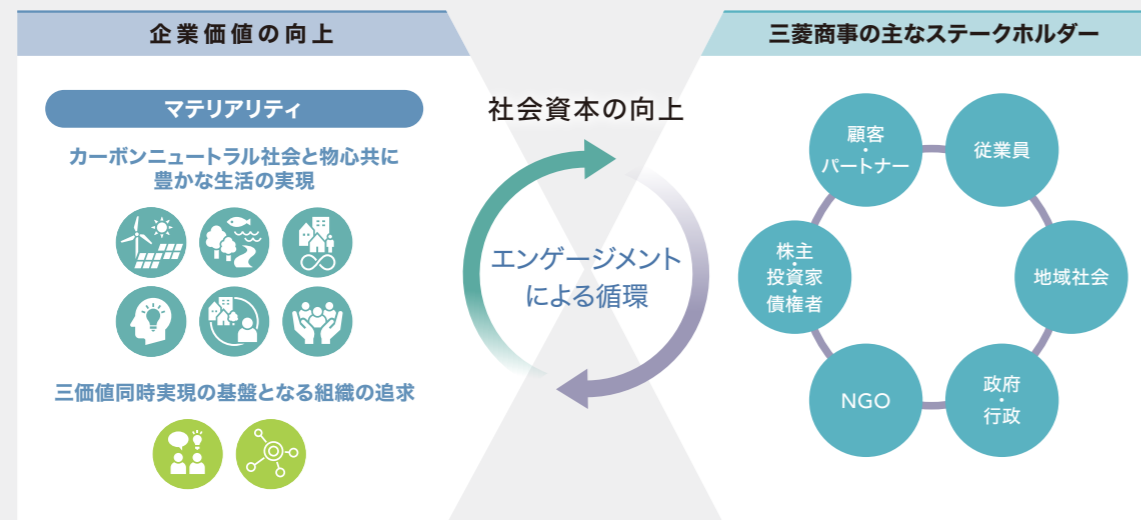 企業価値の向上
マテリアリティ
カーボンニュートラル社会と物心共に
豊かな生活の実現
三価値同時実現の基盤となる組織の追求
社会資本の向上
エンゲージメント
による循環
三菱商事の主なステークホルダー
顧客
・
パートナー
従業員
株主
・
投資家
・
債権者
地域社会
NGO
政府
・
行政